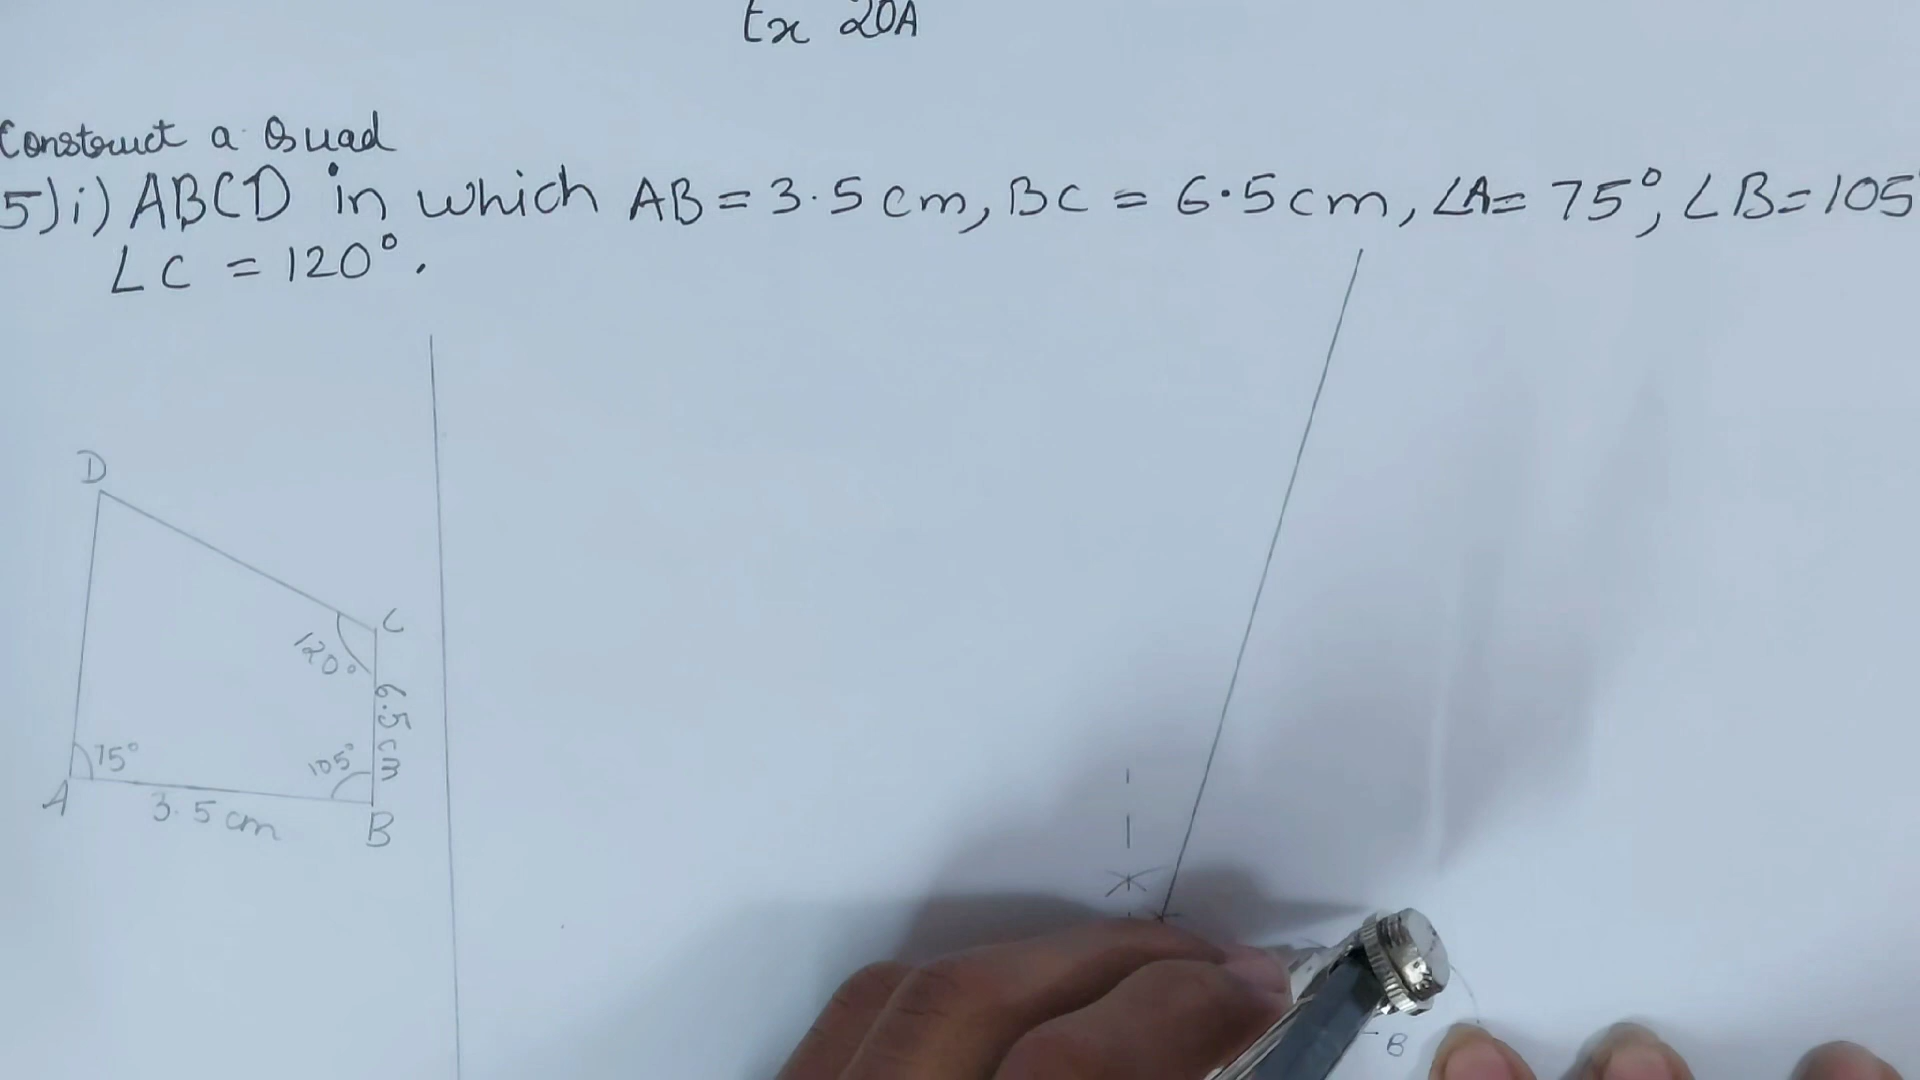 Ex 20A
Construct a Quad
5)i) ABCD in which AB = 3.5 cm, BC = 6.5 cm, ∠A = 75°, ∠B = 105
∠C = 120°.
D
C
120°
6.5 cm
75°
105°
A
3.5 cm
B
B